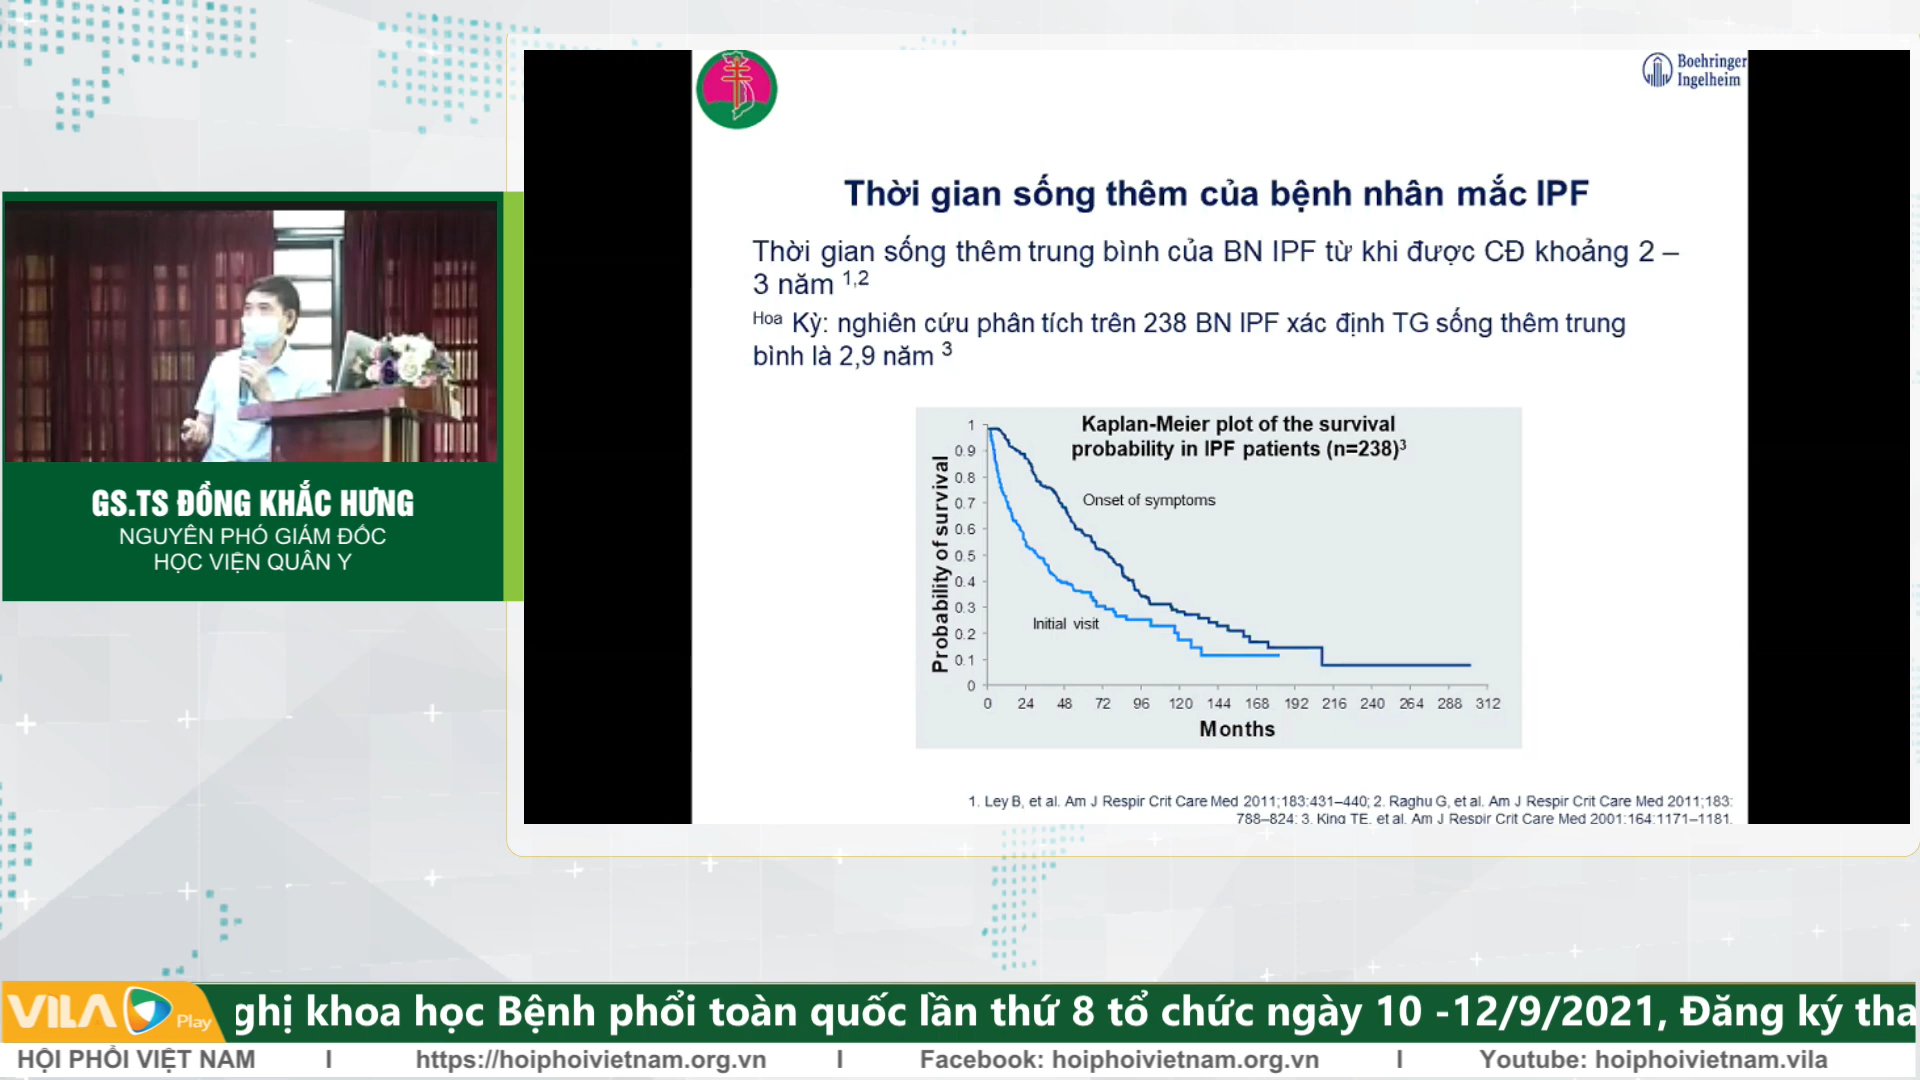 Boehringer
Ingelheim
Thời gian sống thêm của bệnh nhân mắc IPF
Thời gian sống thêm trung bình của BN IPF từ khi được CĐ khoảng 2 –
3 năm 1,2
Hoa Kỳ: nghiên cứu phân tích trên 238 BN IPF xác định TG sống thêm trung
bình là 2,9 năm 3
Kaplan-Meier plot of the survival
probability in IPF patients (n=238)3
Probability of survival
1
0.9
0.8
0.7
0.6
0.5
0.4
0.3
0.2
0.1
0
Onset of symptoms
Initial visit
0 24 48 72 96 120 144 168 192 216 240 264 288 312
Months
1. Ley B, et al. Am J Respir Crit Care Med 2011;183:431–440; 2. Raghu G, et al. Am J Respir Crit Care Med 2011;183:
788–824; 3. King TE, et al. Am J Respir Crit Care Med 2001;164:1171–1181.
GS.TS ĐỒNG KHẮC HƯNG
NGUYÊN PHÓ GIÁM ĐỐC
HỌC VIỆN QUÂN Y
VILA Play
ghị khoa học Bệnh phổi toàn quốc lần thứ 8 tổ chức ngày 10 -12/9/2021, Đăng ký tha
HỘI PHỔI VIỆT NAM I https://hoiphoivietnam.org.vn I Facebook: hoiphoivietnam.org.vn I Youtube: hoiphoivietnam.vila